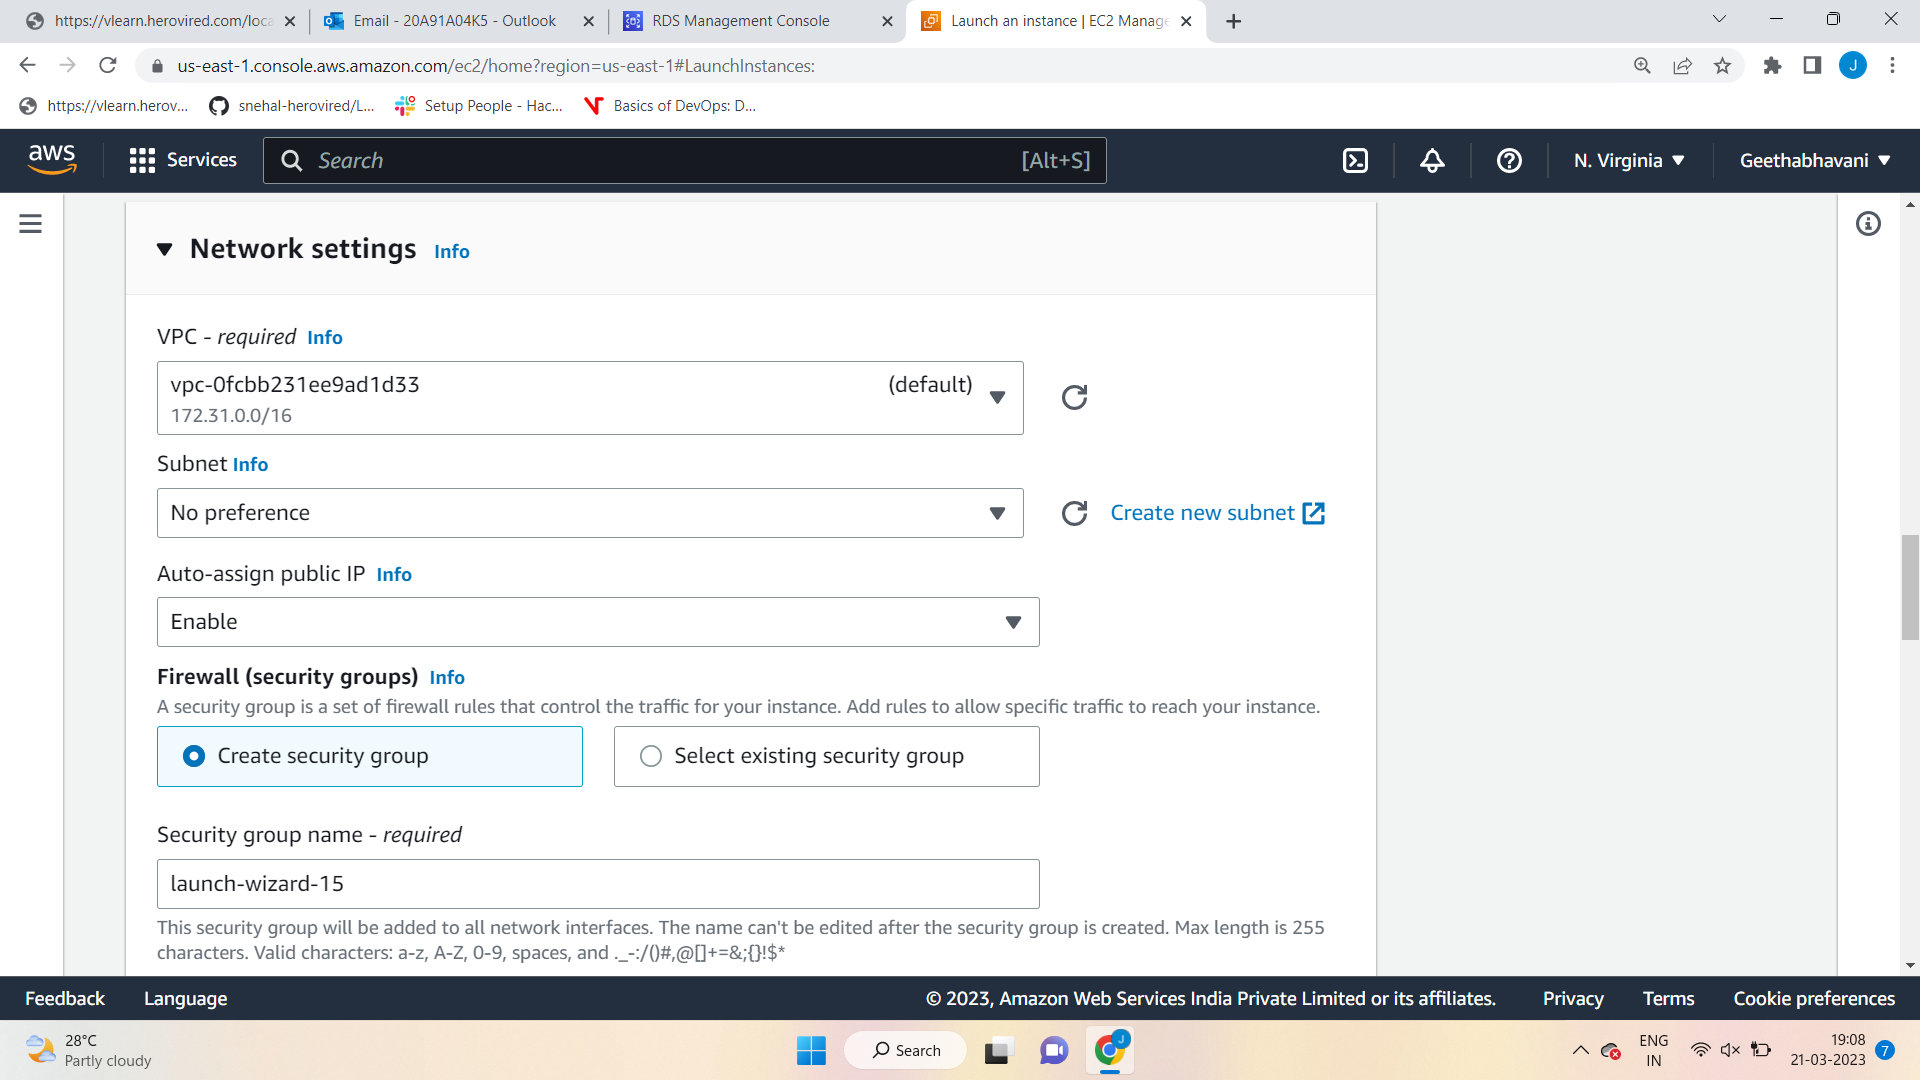 https://vlearn.herovired.com/loca
Email - 20A91A04K5 - Outlook
RDS Management Console
Launch an instance | EC2 Manage
us-east-1.console.aws.amazon.com/ec2/home?region=us-east-1#LaunchInstances:
J
https://vlearn.herov...
snehal-herovired/L...
Setup People - Hac...
Basics of DevOps: D...
aws
Services
Search
[Alt+S]
N. Virginia
Geethabhavani
Network settings Info
VPC - required Info
vpc-0fcbb231ee9ad1d33 (default)
172.31.0.0/16
Subnet Info
No preference
Create new subnet
Auto-assign public IP Info
Enable
Firewall (security groups) Info
A security group is a set of firewall rules that control the traffic for your instance. Add rules to allow specific traffic to reach your instance.
Create security group
Select existing security group
Security group name - required
launch-wizard-15
This security group will be added to all network interfaces. The name can't be edited after the security group is created. Max length is 255
characters. Valid characters: a-z, A-Z, 0-9, spaces, and ._-:/()#,@[]+=&;{}!$*
Feedback
Language
© 2023, Amazon Web Services India Private Limited or its affiliates.
Privacy
Terms
Cookie preferences
28°C
Partly cloudy
Search
J
ENG
IN
19:08
21-03-2023
7